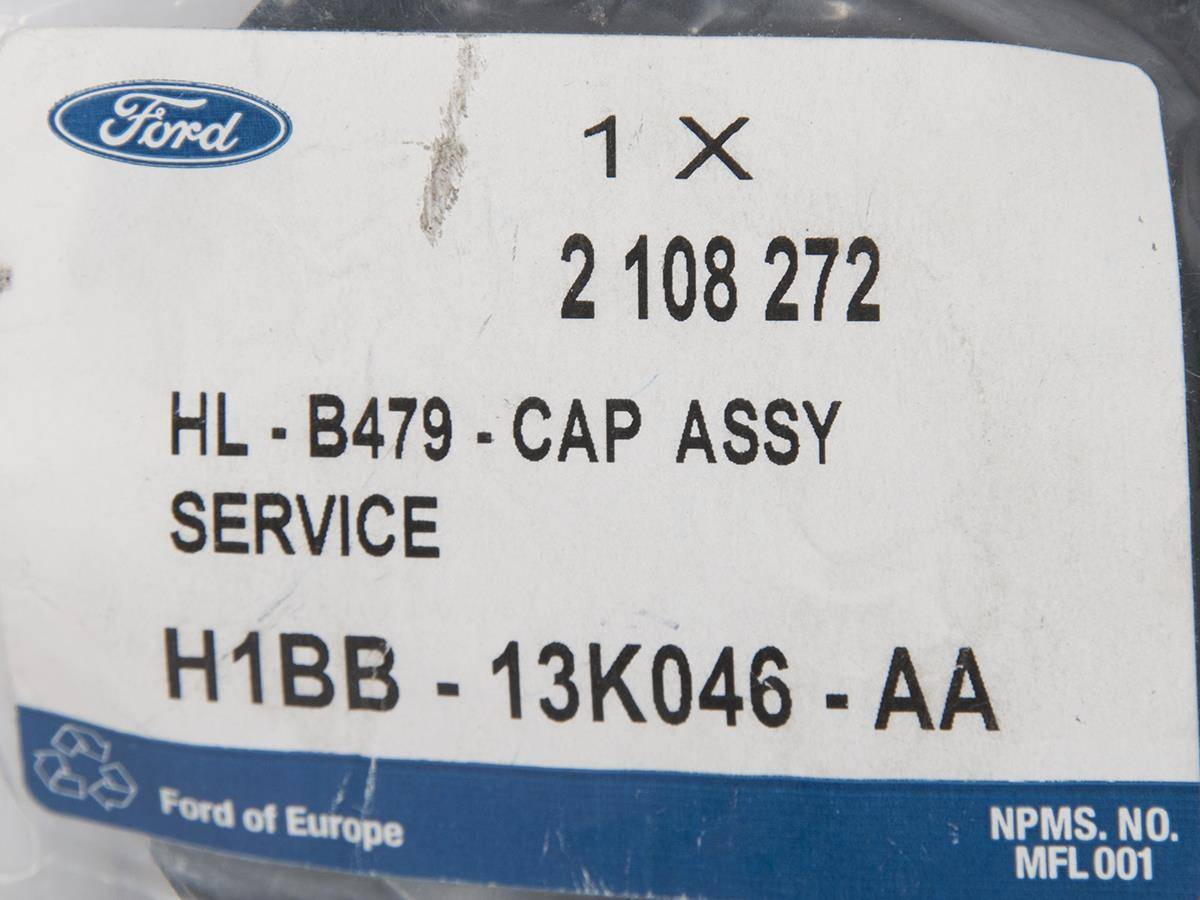 Ford
1 X
2 108 272
HL - B479 - CAP ASSY
SERVICE
H1BB - 13K046 - AA
Ford of Europe
NPMS. NO.
MFL 001